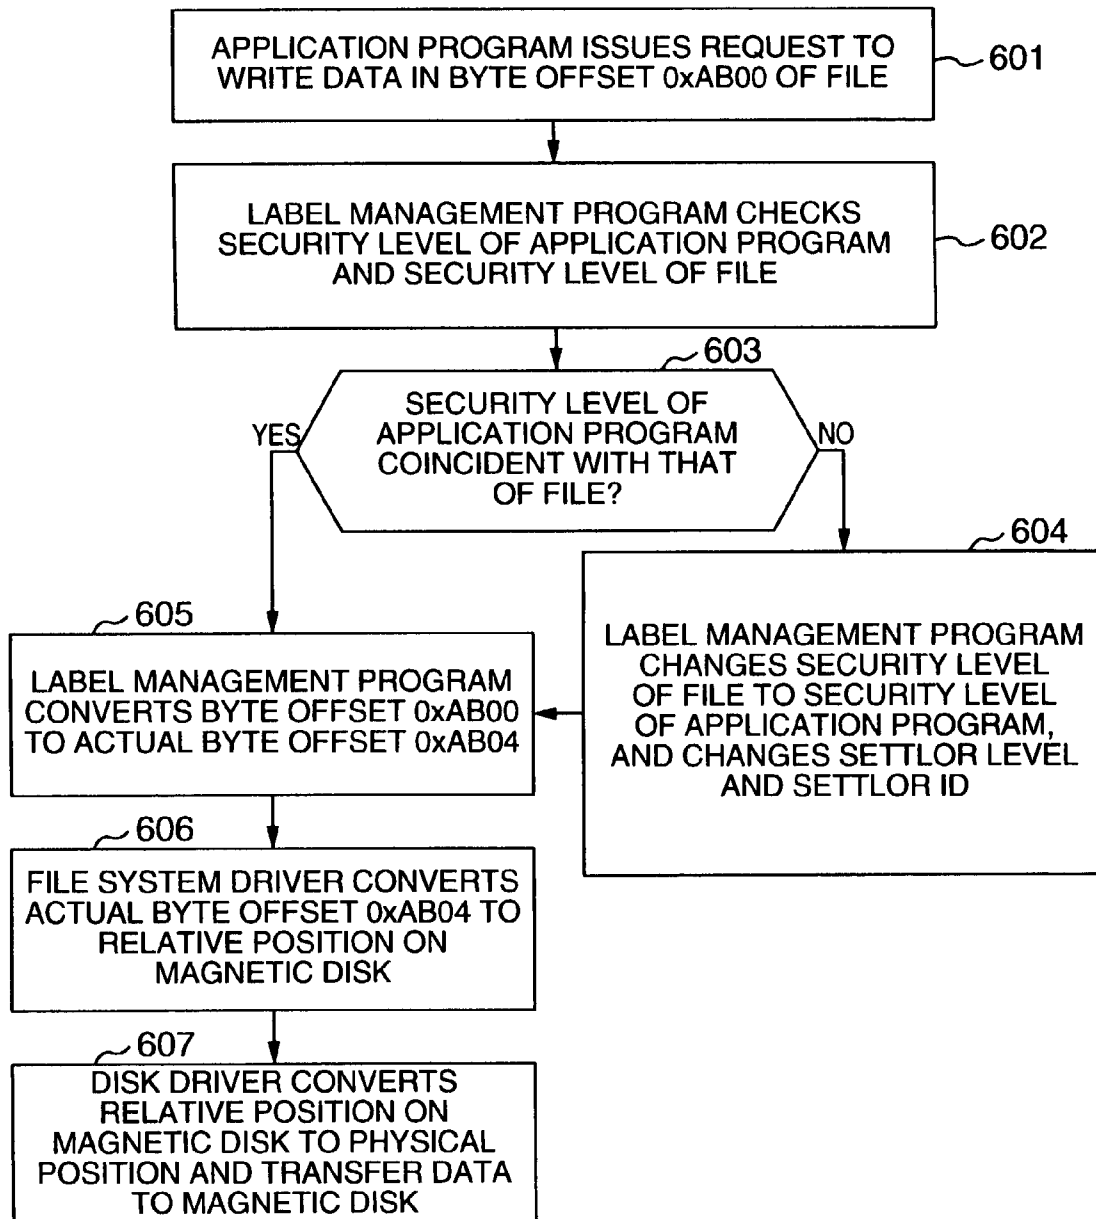 APPLICATION PROGRAM ISSUES REQUEST TO
WRITE DATA IN BYTE OFFSET 0xAB00 OF FILE
601
LABEL MANAGEMENT PROGRAM CHECKS
SECURITY LEVEL OF APPLICATION PROGRAM
AND SECURITY LEVEL OF FILE
602
603
SECURITY LEVEL OF
APPLICATION PROGRAM
COINCIDENT WITH THAT
OF FILE?
YES
NO
604
LABEL MANAGEMENT PROGRAM
CHANGES SECURITY LEVEL
OF FILE TO SECURITY LEVEL
OF APPLICATION PROGRAM,
AND CHANGES SETTLOR LEVEL
AND SETTLOR ID
605
LABEL MANAGEMENT PROGRAM
CONVERTS BYTE OFFSET 0xAB00
TO ACTUAL BYTE OFFSET 0xAB04
606
FILE SYSTEM DRIVER CONVERTS
ACTUAL BYTE OFFSET 0xAB04 TO
RELATIVE POSITION ON
MAGNETIC DISK
607
DISK DRIVER CONVERTS
RELATIVE POSITION ON
MAGNETIC DISK TO PHYSICAL
POSITION AND TRANSFER DATA
TO MAGNETIC DISK